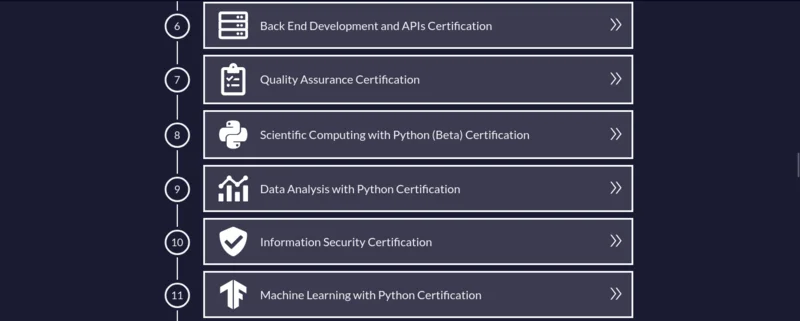 6 Back End Development and APIs Certification
7 Quality Assurance Certification
8 Scientific Computing with Python (Beta) Certification
9 Data Analysis with Python Certification
10 Information Security Certification
11 Machine Learning with Python Certification